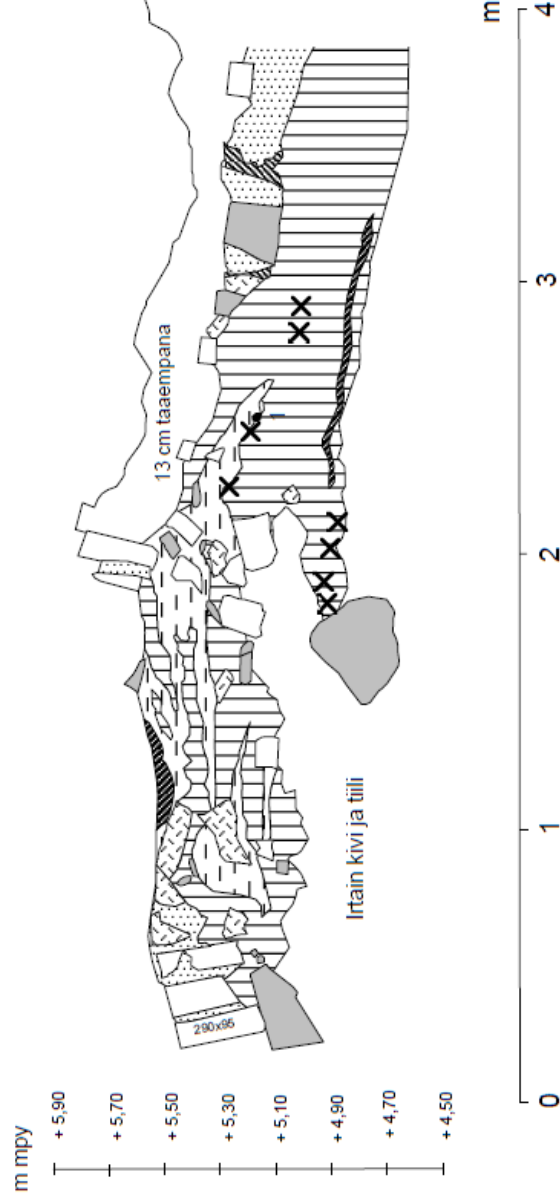 m mpy
+ 5,90
+ 5,70
+ 5,50
+ 5,30
+ 5,10
+ 4,90
+ 4,70
+ 4,50
290x95
13 cm taaempana
1
Irtain kivi ja tiili
0
1
2
3
4
m